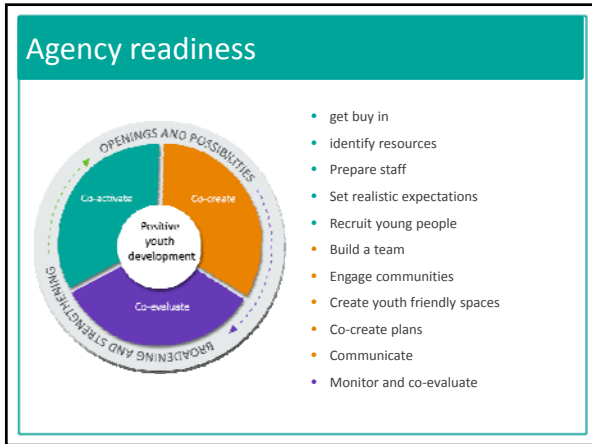 Agency readiness
OPENINGS AND POSSIBILITIES
Co-activate
Co-create
Positive
youth
development
Co-evaluate
BROADENING AND STRENGTHENING
• get buy in
• identify resources
• Prepare staff
• Set realistic expectations
• Recruit young people
• Build a team
• Engage communities
• Create youth friendly spaces
• Co-create plans
• Communicate
• Monitor and co-evaluate